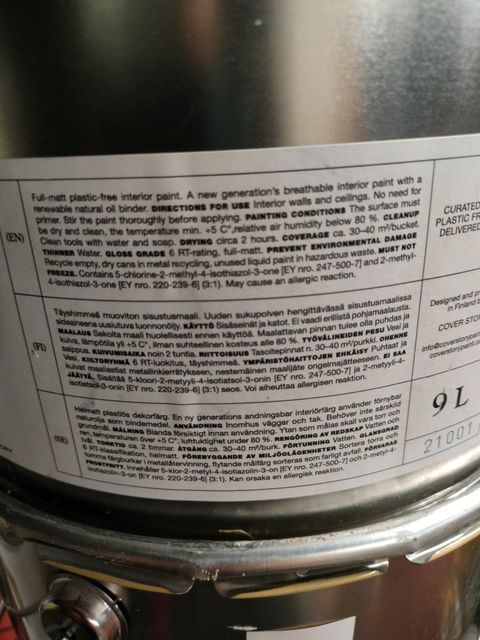 (EN)
Full-matt plastic-free interior paint. A new generation's breathable interior paint with a
renewable natural oil binder. DIRECTIONS FOR USE Interior walls and ceilings. No need for
primer. Stir the paint thoroughly before applying. PAINTING CONDITIONS The surface must
be dry and clean, the temperature min. +5 C°,relative air humidity below 80 %. CLEANUP
Clean tools with water and soap. DRYING circa 2 hours. COVERAGE ca. 30–40 m²/bucket.
THINNER Water. GLOSS GRADE 6 RT-rating, full-matt. PREVENT ENVIRONMENTAL DAMAGE
Recycle empty, dry cans in metal recycling, unused liquid paint in hazardous waste. MUST NOT
FREEZE. Contains 5-chlorine-2-methyl-4-isothiazol-3-one [EY nro. 247-500-7] and 2-methyl-
4-isothiazol-3-one [EY nro. 220-239-6] (3:1). May cause an allergic reaction.
(FI)
Täyshimmeä muoviton sisustusmaali. Uuden sukupolven hengittävässä sisustusmaalissa
sideaineena uusiutuva luonnonöljy. KÄYTTÖ Sisäseinät ja katot. Ei vaadi erillistä pohjamaalausta.
MAALAUS Sekoita maali huolellisesti ennen käyttöä. Maalattavan pinnan tulee olla puhdas ja
kuiva, lämpötila yli +5 C°, ilman suhteellinen kosteus alle 80 %. TYÖVÄLINEIDEN PESU Vesi ja
saippua. KUIVUMISAIKA noin 2 tuntia. RIITTOISUUS Tasoitepinnat n. 30–40 m²/purkki. OHENNE
Vesi. KIILTORYHMÄ 6 RT-luokitus, täyshimmeä. YMPÄRISTÖHAITTOJEN EHKÄISY Puhtaat ja
kuivat maaliastiat metallinkierrätykseen, nestemäinen maalijäte ongelmajätteeseen. EI SAA
JÄÄTYÄ. Sisältää 5-kloori-2-metyyli-4-isotiatsol-3-onin [EY nro. 247-500-7] ja 2-metyyli-4-
isotiatsol-3-onin [EY nro. 220-239-6] (3:1) seos. Voi aiheuttaa allergisen reaktion.
(SE)
Helmatt plastlös dekorfärg. En ny generations andningsbar interiörfärg använder förnybar
naturolja som bindemedel. ANVÄNDNING Inomhus väggar och tak. Behöver inte särskild
grundning. MÅLNING Blanda försiktigt innan användning. Ytan som målas skall vara torr och
ren, temperaturen över +5 C°, luftfuktighet under 80 %. RENGÖRING AV REDSKAP Vatten och
tvål. TORKTID ca. 2 timmar. ÅTGÅNG ca. 30–40 m²/burk. FÖRTUNNING Vatten. GLANSGRAD
6 RT-klassifikation, helmatt. FÖREBYGGANDE AV MILJÖOLÄGENHETER Sortera torra och
tomma färgburkar i metallåtervinning, flytande målfärg sorteras som farligt avfall. FÖRVARAS
FROSTFRITT. Innehåller 5-klor-2-metyl-4-isotiazolin-3-on [EY nro. 247-500-7] och 2-metyl-4-
isotiazolin-3-on [EY nro. 220-239-6] (3:1). Kan orsaka en allergisk reaktion.
CURATED
PLASTIC FR
DELIVERED
Designed and pr
in Finland b
COVER STOR
info@coverstorypaint
coverstorypaint.co
9 L
21001